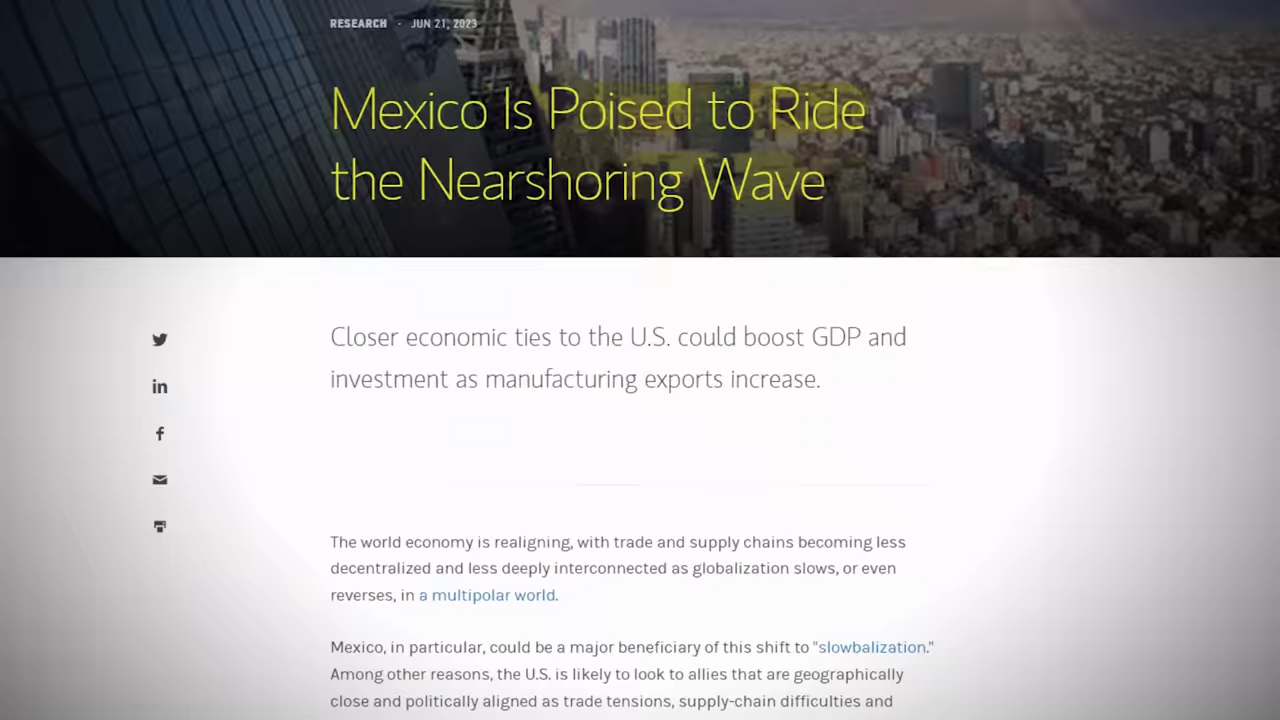 RESEARCH · JUN 21, 2023
Mexico Is Poised to Ride
the Nearshoring Wave
Closer economic ties to the U.S. could boost GDP and
investment as manufacturing exports increase.
The world economy is realigning, with trade and supply chains becoming less
decentralized and less deeply interconnected as globalization slows, or even
reverses, in a multipolar world.
Mexico, in particular, could be a major beneficiary of this shift to "slowbalization."
Among other reasons, the U.S. is likely to look to allies that are geographically
close and politically aligned as trade tensions, supply-chain difficulties and